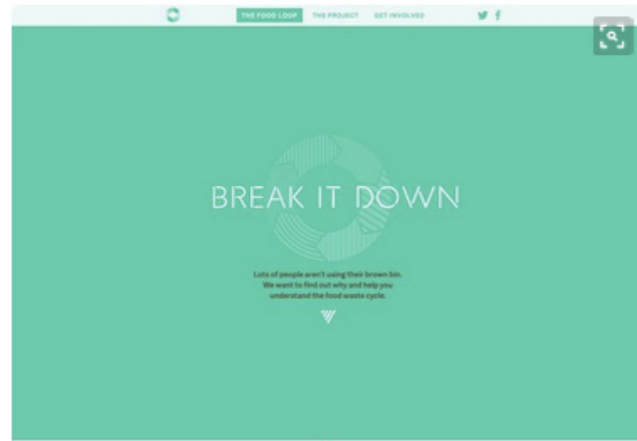 THE FOOD LOOP THE PROJECT GET INVOLVED
BREAK IT DOWN
Lots of people aren't using their brown bin.
We want to find out why and help you
understand the food waste cycle.